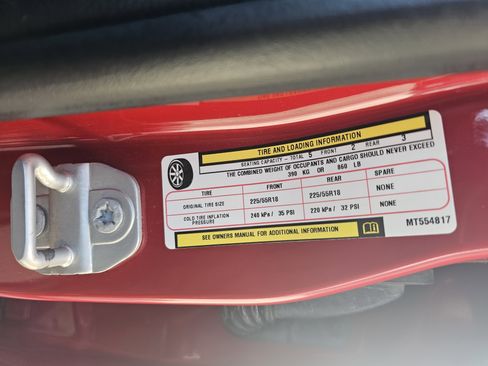 TIRE AND LOADING INFORMATION
SEATING CAPACITY - TOTAL 5 FRONT 2 REAR 3
THE COMBINED WEIGHT OF OCCUPANTS AND CARGO SHOULD NEVER EXCEED
390 KG OR 860 LB
TIRE FRONT REAR SPARE
ORIGINAL TIRE SIZE 225/55R18 225/55R18 NONE
COLD TIRE INFLATION PRESSURE 240 kPa / 35 PSI 220 kPa / 32 PSI NONE
SEE OWNERS MANUAL FOR ADDITIONAL INFORMATION MT554817